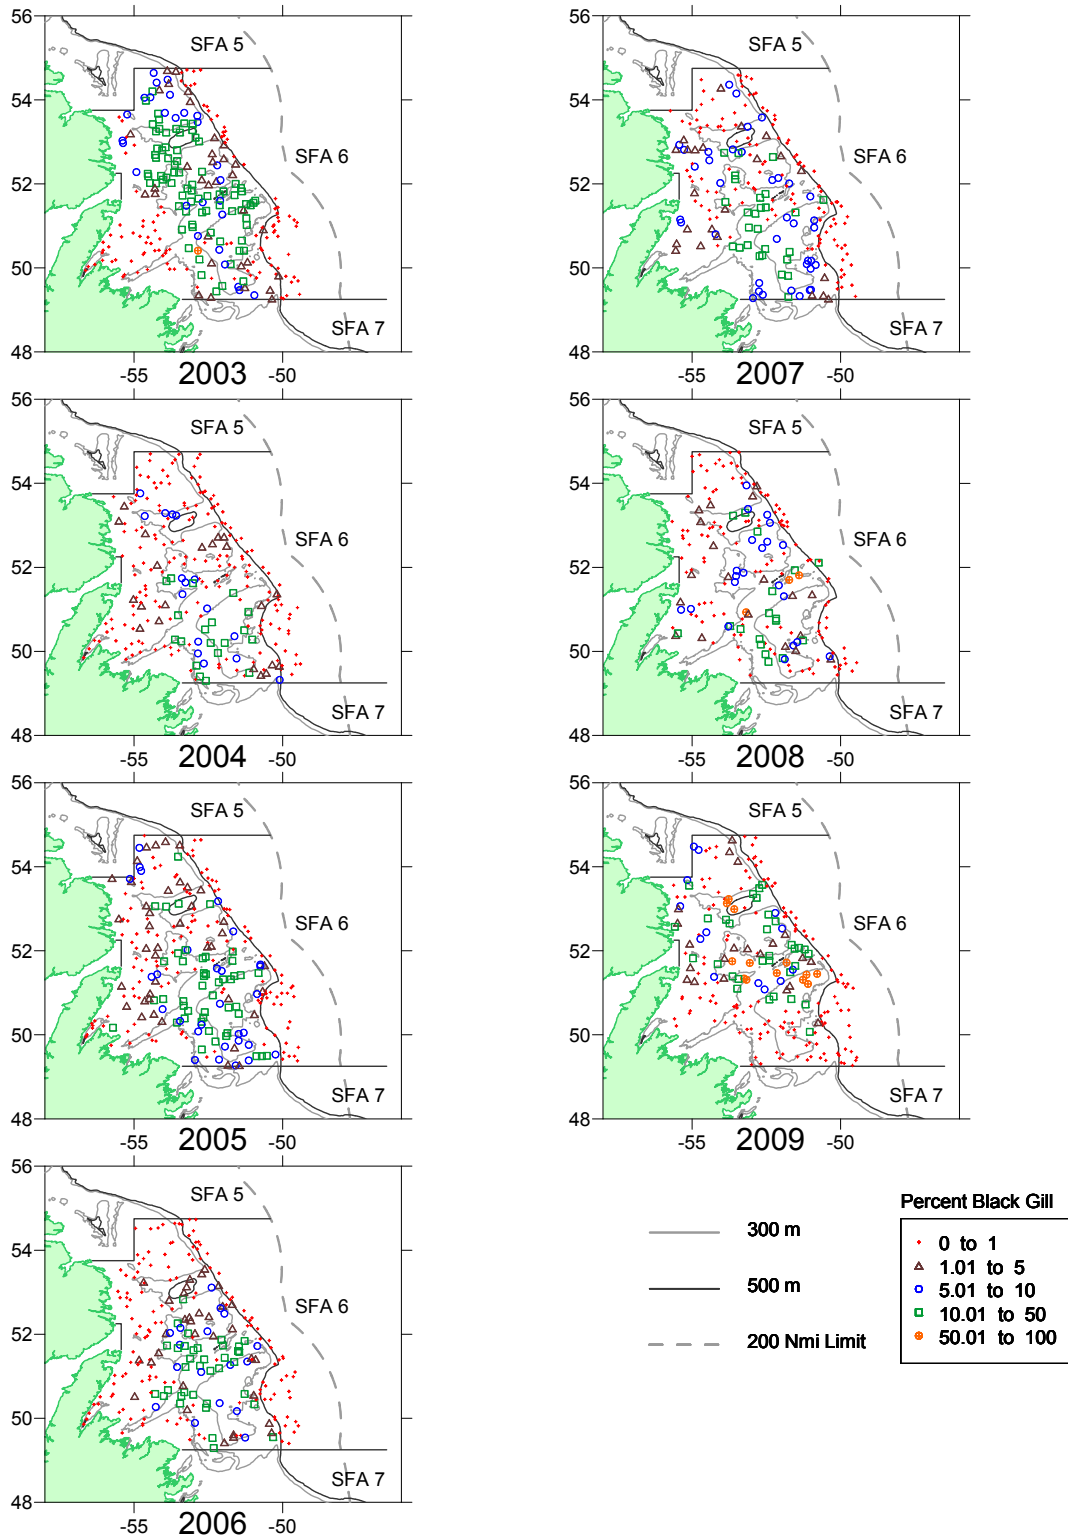 56
54
52
50
48
SFA 5
SFA 6
SFA 7
-55
-50
2003
SFA 5
SFA 6
SFA 7
-55
-50
2007
56
54
52
50
48
SFA 5
SFA 6
SFA 7
-55
-50
2004
SFA 5
SFA 6
SFA 7
-55
-50
2008
56
54
52
50
48
SFA 5
SFA 6
SFA 7
-55
-50
2005
SFA 5
SFA 6
SFA 7
-55
-50
2009
56
54
52
50
48
56
54
52
50
48
56
54
52
50
48
56
54
52
50
48
SFA 5
SFA 6
SFA 7
-55
-50
2006
300 m
500 m
200 Nmi Limit
Percent Black Gill
0 to 1
1.01 to 5
5.01 to 10
10.01 to 50
50.01 to 100